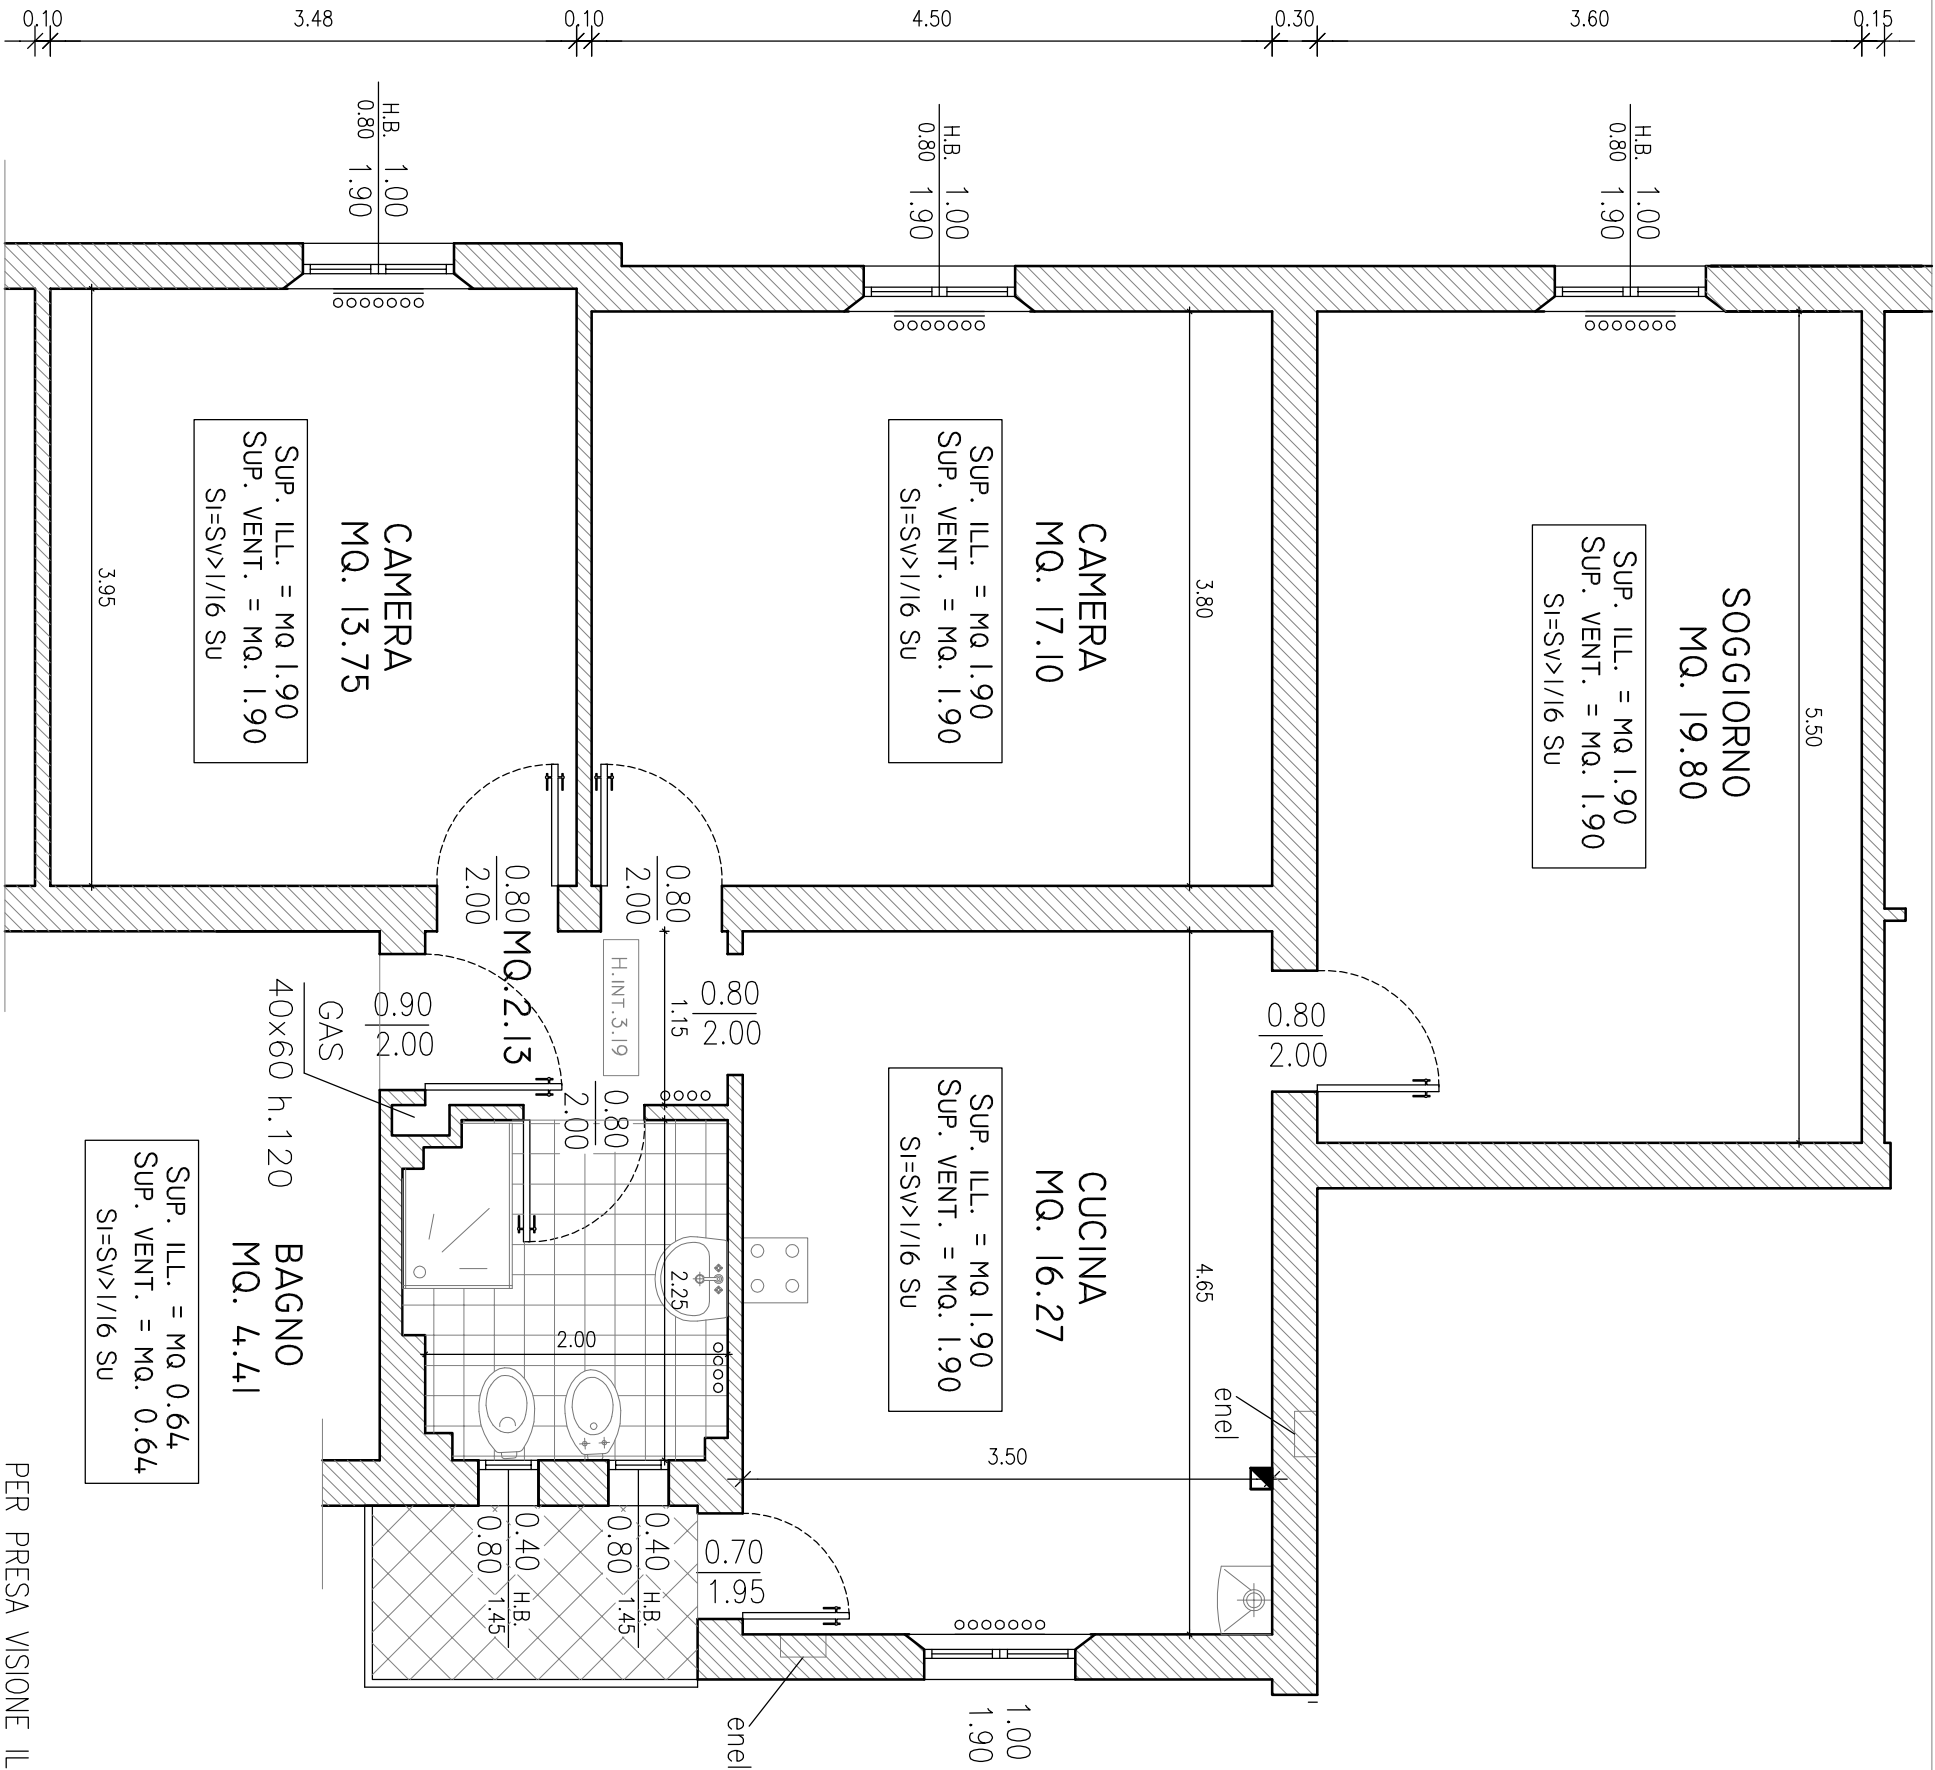 0.10
3.48
0.10
4.50
0.30
3.60
0.15
H.B.
0.80
1.00
1.90
H.B.
0.80
1.00
1.90
H.B.
0.80
1.00
1.90
CAMERA
MQ. 13.75
SUP. ILL. = MQ 1.90
SUP. VENT. = MQ. 1.90
SI=SV>1/16 SU
3.95
CAMERA
MQ. 17.10
SUP. ILL. = MQ 1.90
SUP. VENT. = MQ. 1.90
SI=SV>1/16 SU
3.80
SOGGIORNO
MQ. 19.80
SUP. ILL. = MQ 1.90
SUP. VENT. = MQ. 1.90
SI=SV>1/16 SU
5.50
0.80
2.00
0.80
2.00
MQ.2.13
H.INT.3.19
1.15
0.80
2.00
0.90
2.00
0.80
2.00
0.80
2.00
GAS
40x60 h.120
BAGNO
MQ. 4.41
SUP. ILL. = MQ 0.64
SUP. VENT. = MQ. 0.64
SI=SV>1/16 SU
2.25
2.00
CUCINA
MQ. 16.27
SUP. ILL. = MQ 1.90
SUP. VENT. = MQ. 1.90
SI=SV>1/16 SU
4.65
3.50
enel
0.40
0.80
H.B.
1.45
0.40
0.80
H.B.
1.45
0.70
1.95
enel
1.00
1.90
PER PRESA VISIONE IL